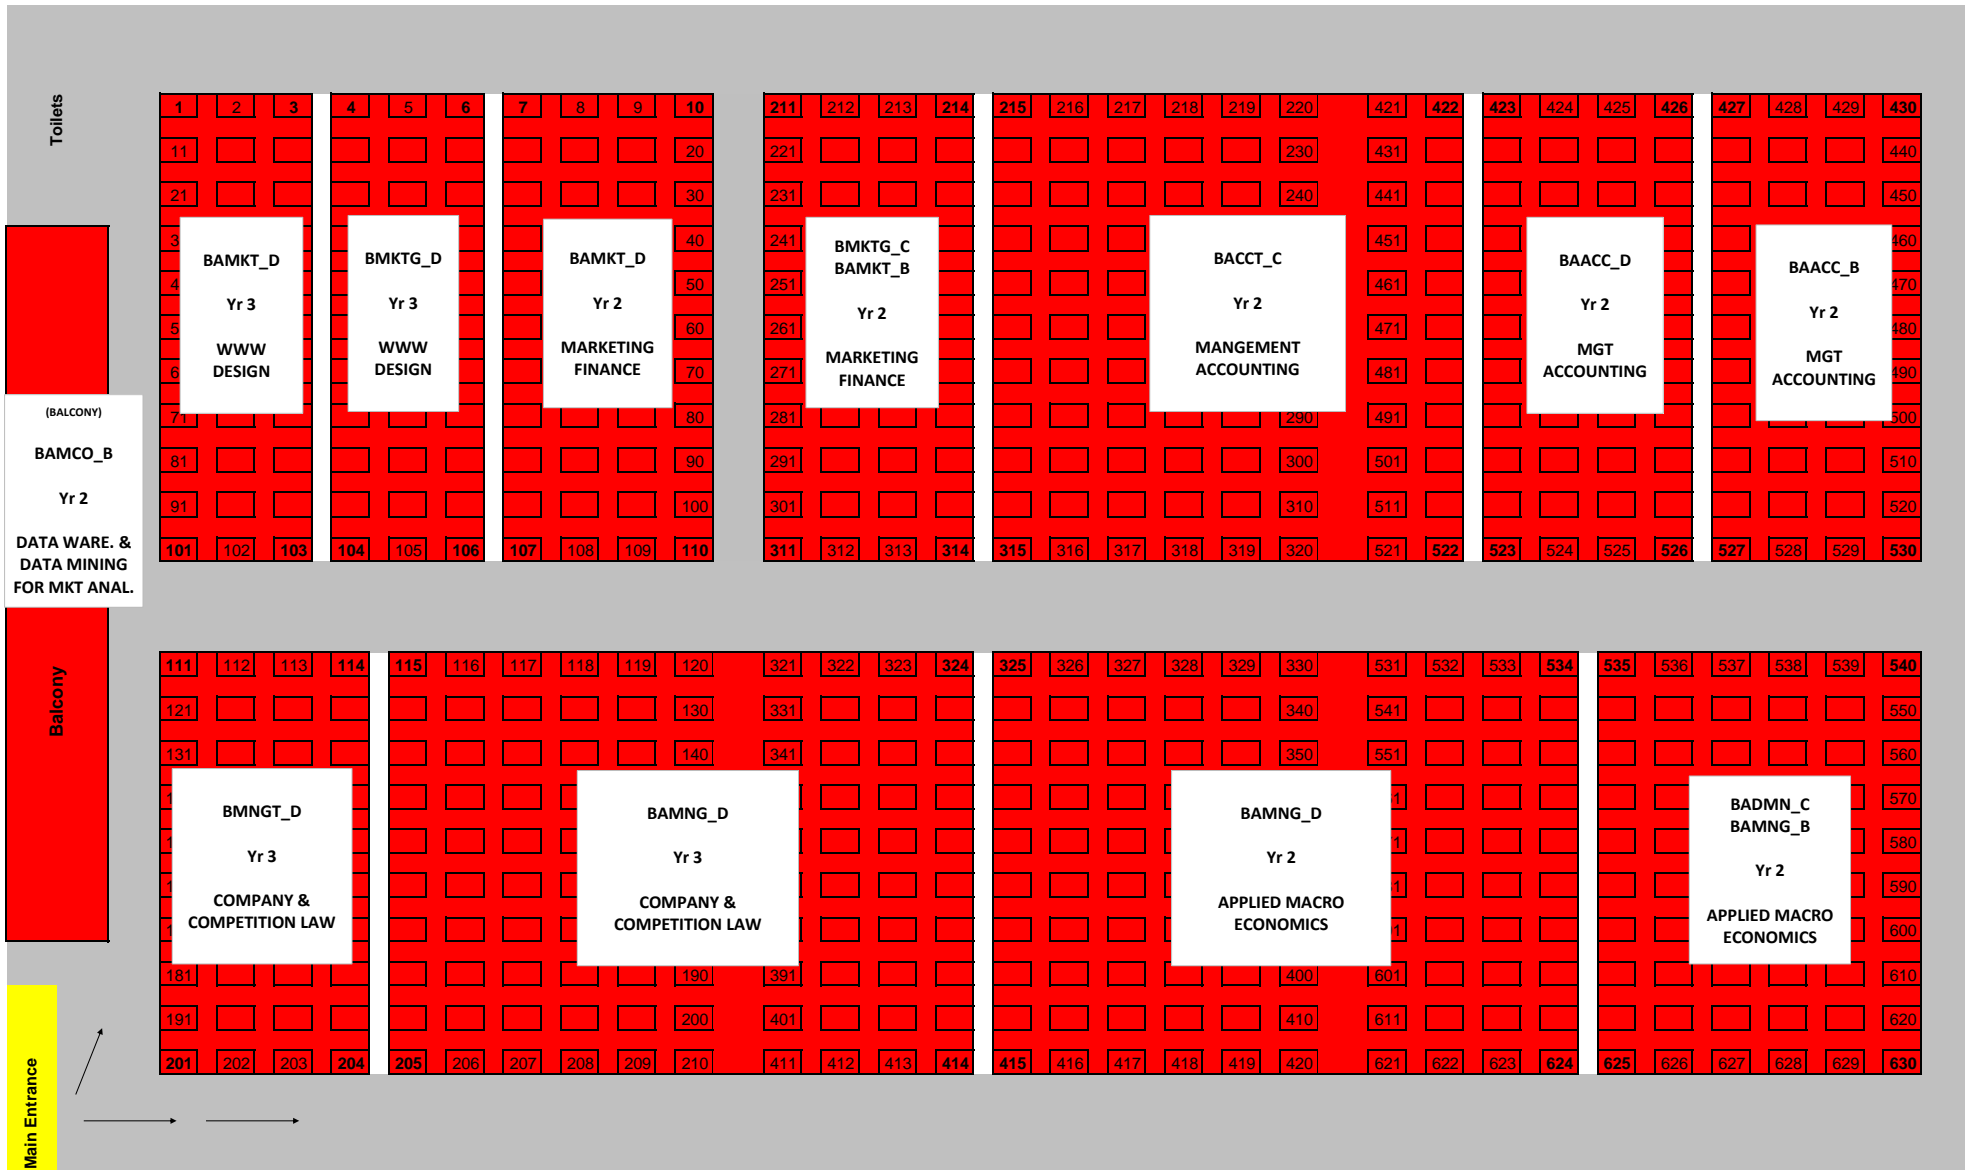 Toilets
1 2 3 4 5 6 7 8 9 10 211 212 213 214 215 216 217 218 219 220 421 422 423 424 425 426 427 428 429 430
11 20 221 230 431 440
21 30 231 240 441 450
40 241 451 460
50 251 461 470
60 261 471 480
70 271 481 490
71 80 281 290 491 500
81 90 291 300 501 510
91 100 301 310 511 520
101 102 103 104 105 106 107 108 109 110 311 312 313 314 315 316 317 318 319 320 521 522 523 524 525 526 527 528 529 530
BAMKT_D
Yr 3
WWW
DESIGN
BMKTG_D
Yr 3
WWW
DESIGN
BAMKT_D
Yr 2
MARKETING
FINANCE
BMKTG_C
BAMKT_B
Yr 2
MARKETING
FINANCE
BACCT_C
Yr 2
MANGEMENT
ACCOUNTING
BAACC_D
Yr 2
MGT
ACCOUNTING
BAACC_B
Yr 2
MGT
ACCOUNTING
(BALCONY)
BAMCO_B
Yr 2
DATA WARE. &
DATA MINING
FOR MKT ANAL.
Balcony
111 112 113 114 115 116 117 118 119 120 321 322 323 324 325 326 327 328 329 330 531 532 533 534 535 536 537 538 539 540
121 130 331 340 541 550
131 140 341 350 551 560
570
580
590
600
181 190 391 400 601 610
191 200 401 410 611 620
201 202 203 204 205 206 207 208 209 210 411 412 413 414 415 416 417 418 419 420 621 622 623 624 625 626 627 628 629 630
BMNGT_D
Yr 3
COMPANY &
COMPETITION LAW
BAMNG_D
Yr 3
COMPANY &
COMPETITION LAW
BAMNG_D
Yr 2
APPLIED MACRO
ECONOMICS
BADMN_C
BAMNG_B
Yr 2
APPLIED MACRO
ECONOMICS
Main Entrance